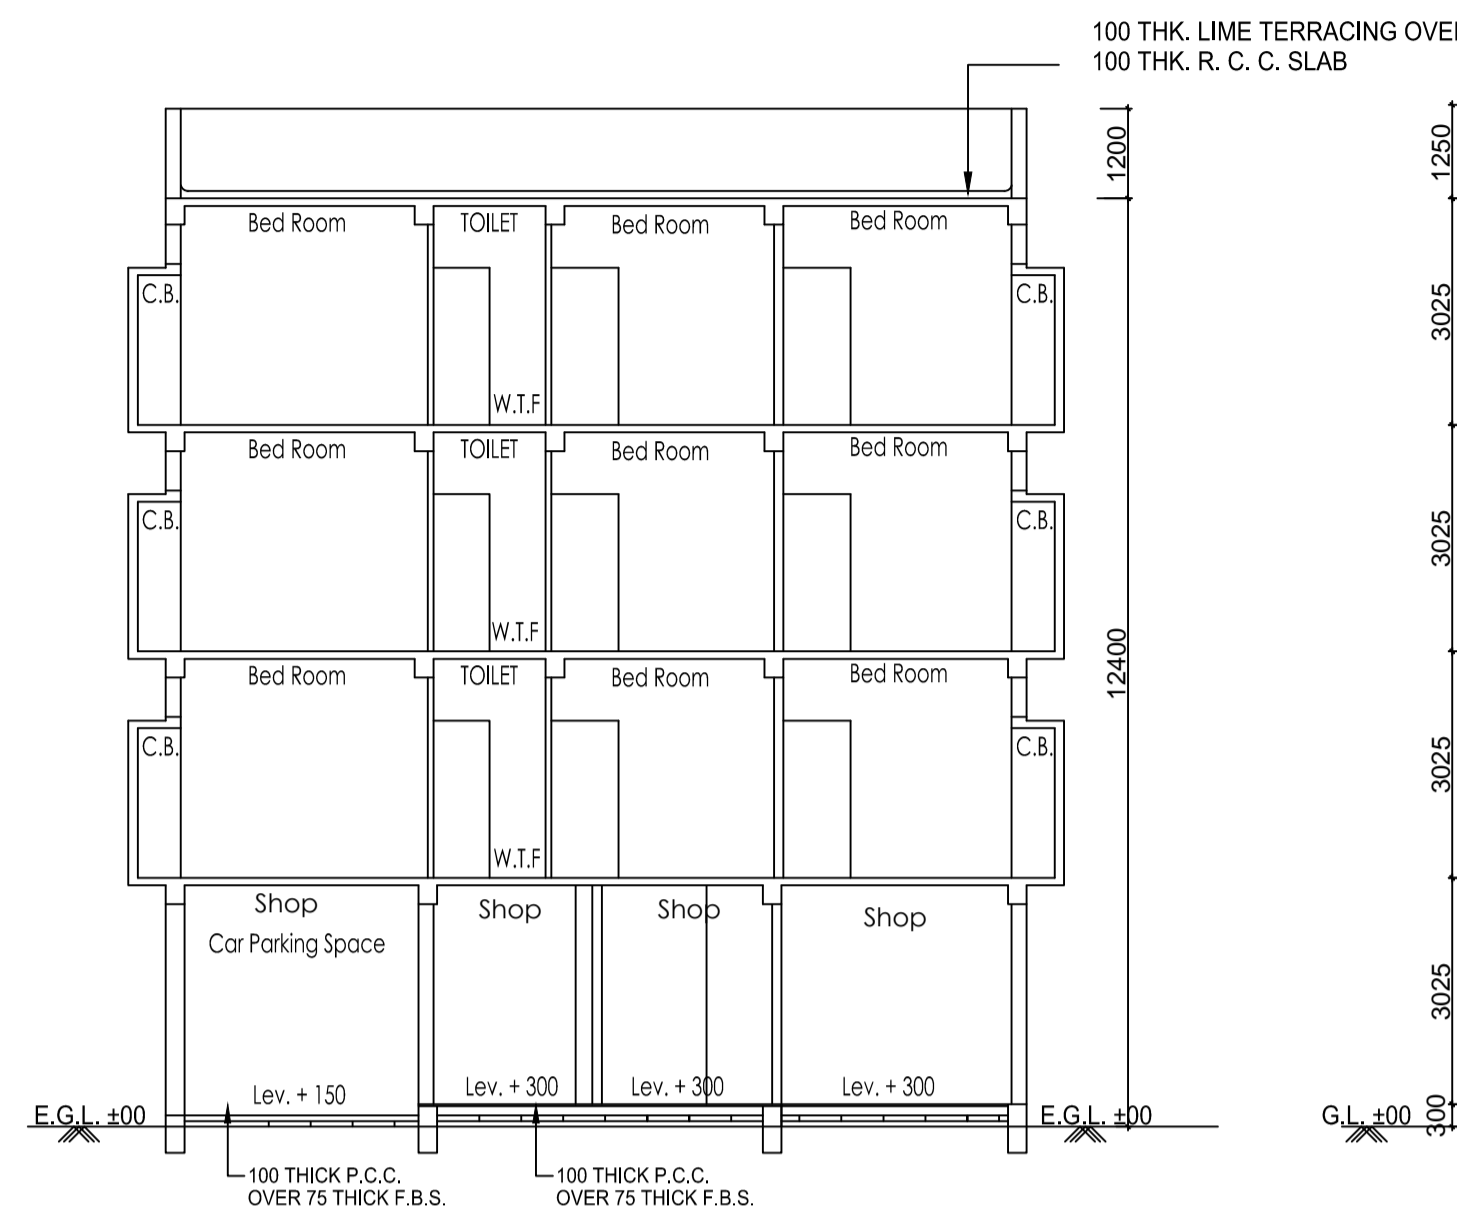 100 THK. LIME TERRACING OVE
100 THK. R. C. C. SLAB
1200
1250
Bed Room TOILET Bed Room Bed Room
C.B. C.B.
3025
W.T.F
Bed Room TOILET Bed Room Bed Room
C.B. C.B.
3025
W.T.F
12400
Bed Room TOILET Bed Room Bed Room
C.B. C.B.
3025
W.T.F
Shop Shop Shop Shop
Car Parking Space
3025
Lev. + 150 Lev. + 300 Lev. + 300 Lev. + 300
E.G.L. ±00 E.G.L. ±00 G.L. ±00 300
100 THICK P.C.C. 100 THICK P.C.C.
OVER 75 THICK F.B.S. OVER 75 THICK F.B.S.